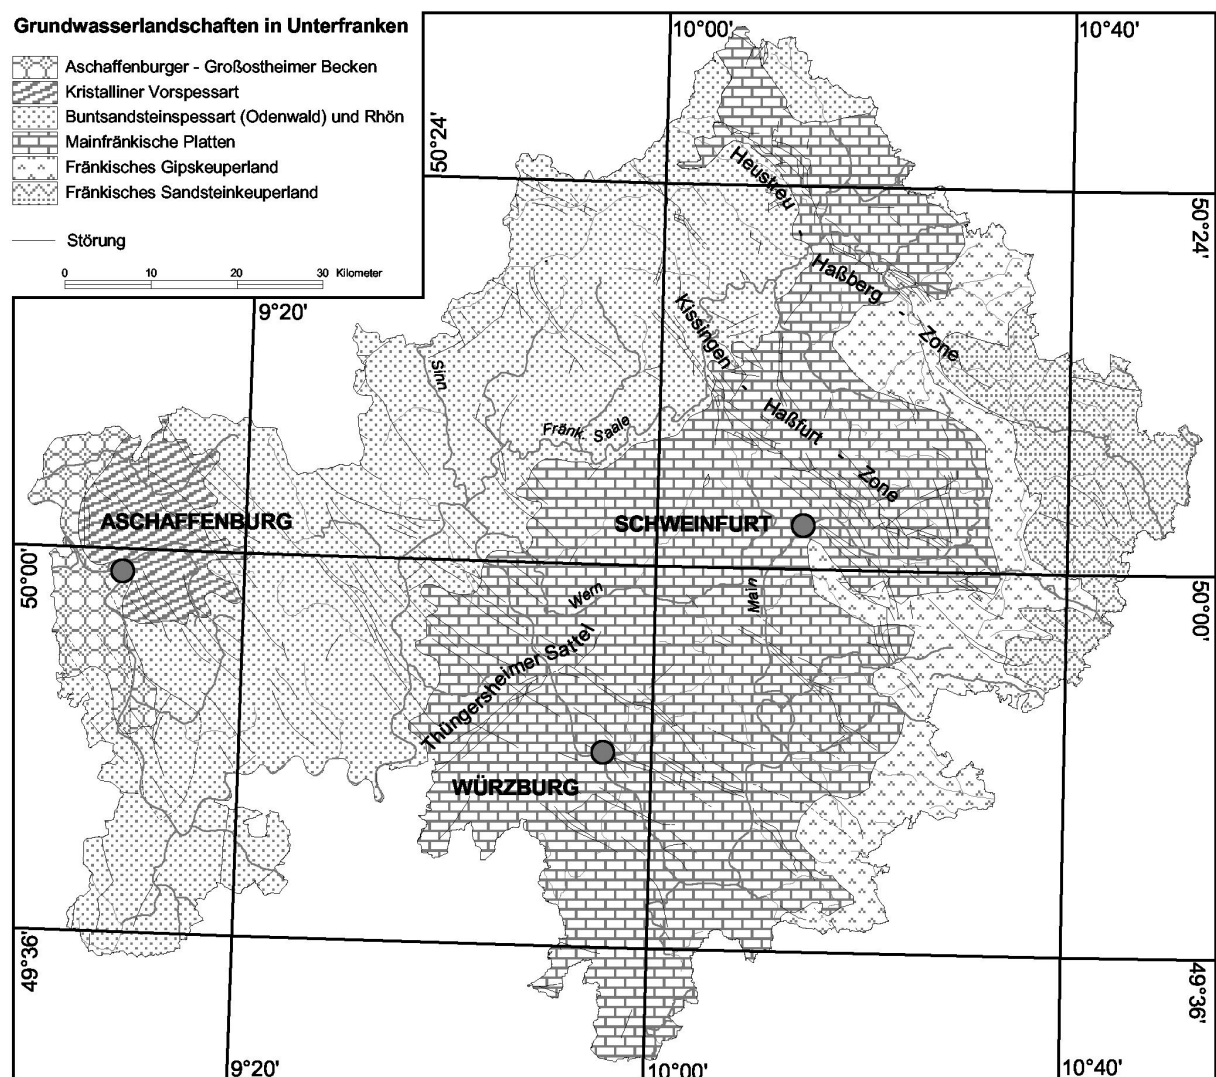 Grundwasserlandschaften in Unterfranken
Aschaffenburger - Großostheimer Becken
Kristalliner Vorspessart
Buntsandsteinspessart (Odenwald) und Rhön
Mainfränkische Platten
Fränkisches Gipskeuperland
Fränkisches Sandsteinkeuperland
Störung
0 10 20 30 Kilometer
10°00'
10°40'
50°24'
50°24'
9°20'
Heustreu - Haßberg - Zone
Kissingen - Haßfurt - Zone
Sinn
Fränk. Saale
ASCHAFFENBURG
SCHWEINFURT
50°00'
50°00'
Wern
Main
Thüngersheimer Sattel
WÜRZBURG
49°36'
49°36'
9°20'
10°00'
10°40'